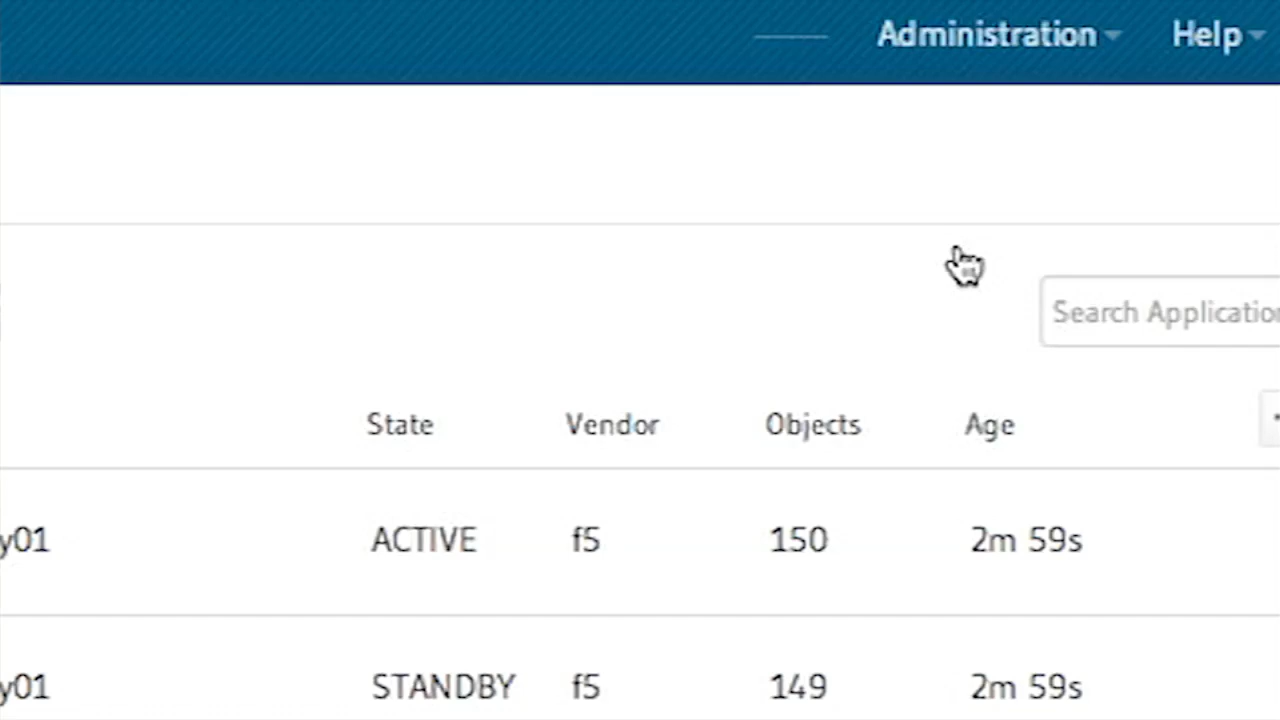 Administration Help
Search Application
State Vendor Objects Age
y01 ACTIVE f5 150 2m 59s
y01 STANDBY f5 149 2m 59s